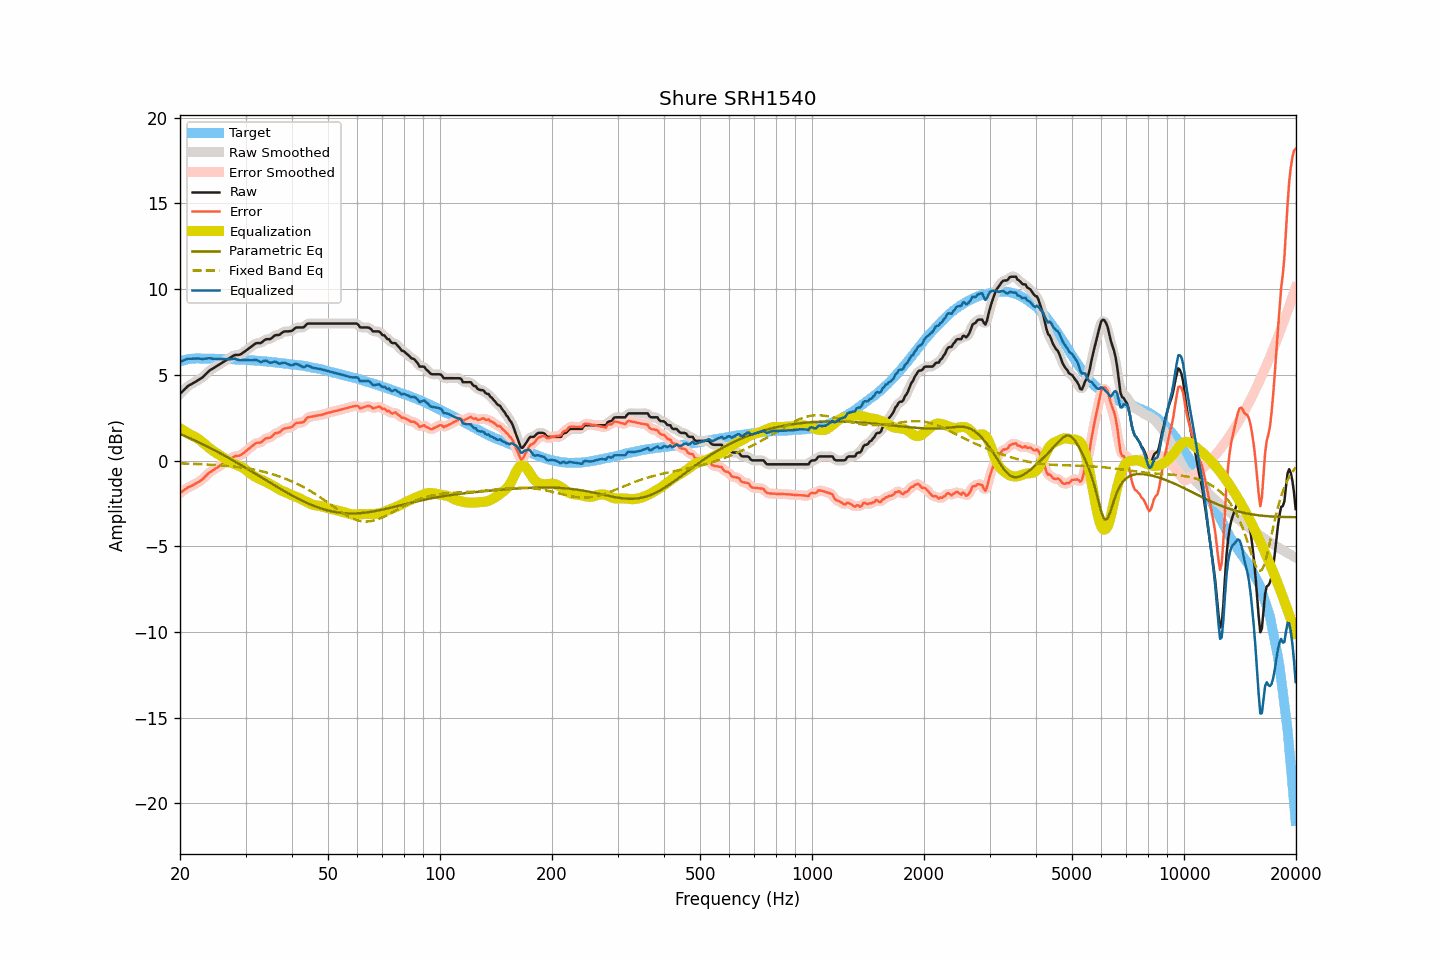 Shure SRH1540
20
15
10
5
0
−5
−10
−15
−20
Amplitude (dBr)
Target
Raw Smoothed
Error Smoothed
Raw
Error
Equalization
Parametric Eq
Fixed Band Eq
Equalized
20 50 100 200 500 1000 2000 5000 10000 20000
Frequency (Hz)